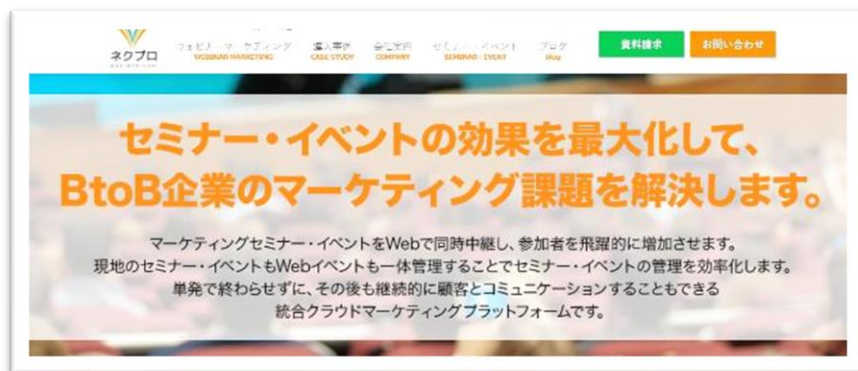 ネクプロ
ウェビナーマーケティング 導入事例 会社案内 セミナー・イベント ブログ
WEBINAR MARKETING CASE STUDY COMPANY SEMINAR・EVENT blog
資料請求 お問い合わせ
セミナー・イベントの効果を最大化して、
BtoB企業のマーケティング課題を解決します。
マーケティングセミナー・イベントをWebで同時中継し、参加者を飛躍的に増加させます。
現地のセミナー・イベントもWebイベントも一体管理することでセミナー・イベントの管理を効率化します。
単発で終わらせずに、その後も継続的に顧客とコミュニケーションすることもできる
統合クラウドマーケティングプラットフォームです。